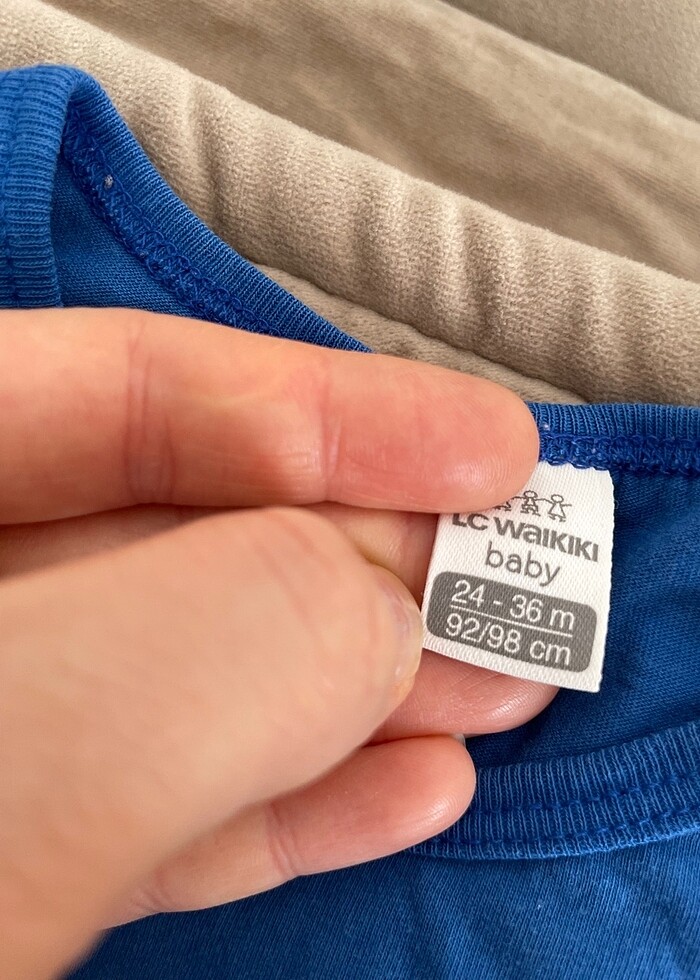 LC WAIKIKI
baby
24 - 36 m
92/98 cm